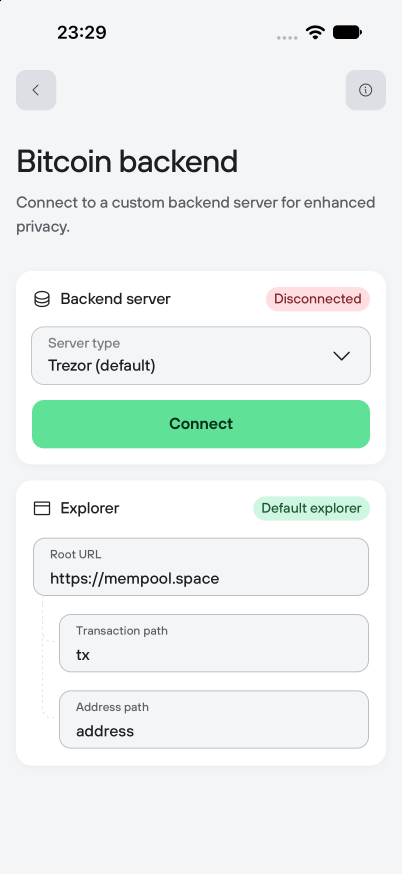 23:29
Bitcoin backend
Connect to a custom backend server for enhanced
privacy.
Backend server
Disconnected
Server type
Trezor (default)
Connect
Explorer
Default explorer
Root URL
https://mempool.space
Transaction path
tx
Address path
address